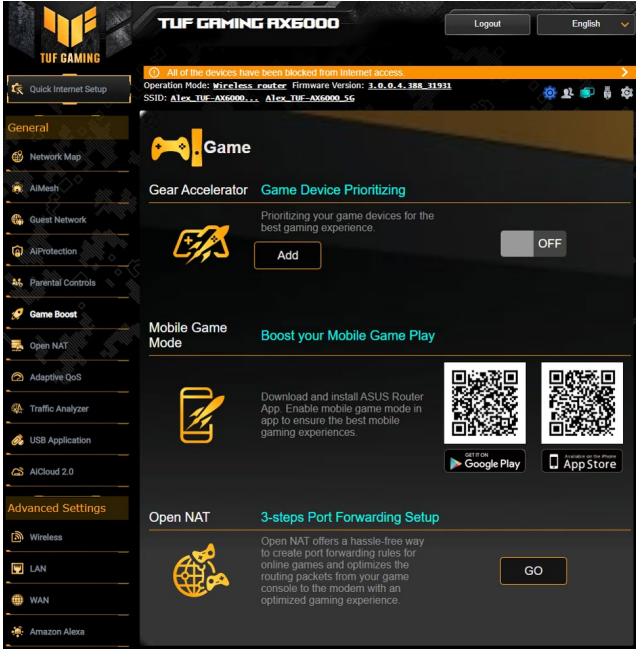 TUF GAMING
TUF GAMING AX6000
Logout
English
All of the devices have been blocked from Internet access.
Quick Internet Setup
Operation Mode: Wireless router Firmware Version: 3.0.0.4.388_31931
SSID: Alex_TUF-AX6000... Alex_TUF-AX6000_5G
General
Network Map
AiMesh
Guest Network
AiProtection
Parental Controls
Game Boost
Open NAT
Adaptive QoS
Traffic Analyzer
USB Application
AiCloud 2.0
Advanced Settings
Wireless
LAN
WAN
Amazon Alexa
Game
Gear Accelerator
Game Device Prioritizing
Prioritizing your game devices for the
best gaming experience.
Add
OFF
Mobile Game
Mode
Boost your Mobile Game Play
Download and install ASUS Router
App. Enable mobile game mode in
app to ensure the best mobile
gaming experiences.
GET IT ON
Google Play
Available on the iPhone
App Store
Open NAT
3-steps Port Forwarding Setup
Open NAT offers a hassle-free way
to create port forwarding rules for
online games and optimizes the
routing packets from your game
console to the modem with an
optimized gaming experience.
GO